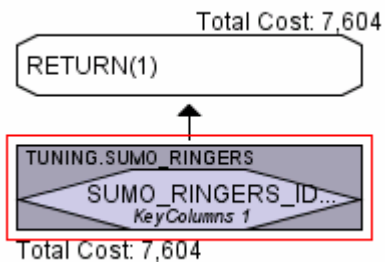 Total Cost: 7,604
RETURN(1)
TUNING.SUMO_RINGERS
SUMO_RINGERS_ID...
KeyColumns 1
Total Cost: 7,604